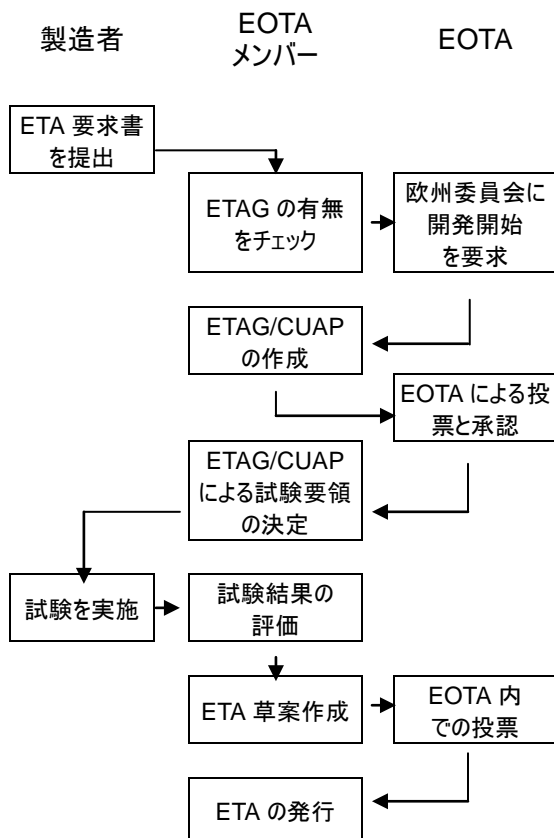 製造者
EOTA
メンバー
EOTA
ETA 要求書
を提出
ETAG の有無
をチェック
欧州委員会に
開発開始
を要求
ETAG/CUAP
の作成
EOTA による投
票と承認
ETAG/CUAP
による試験要領
の決定
試験を実施
試験結果の
評価
ETA 草案作成
EOTA 内
での投票
ETA の発行